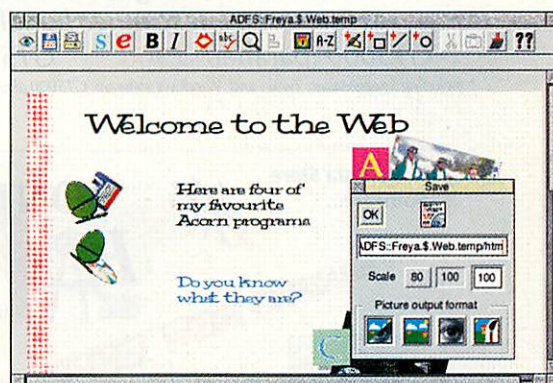 ADFS::Freya.$.Web.temp
S e B I abc Q A-Z ??
Welcome to the Web
A
Here are four of
my favourite
Acorn programs
Do you know
what they are?
C
Save
OK
ADFS::Freya.$.Web.temp/htm
Scale 80 100 100
Picture output format